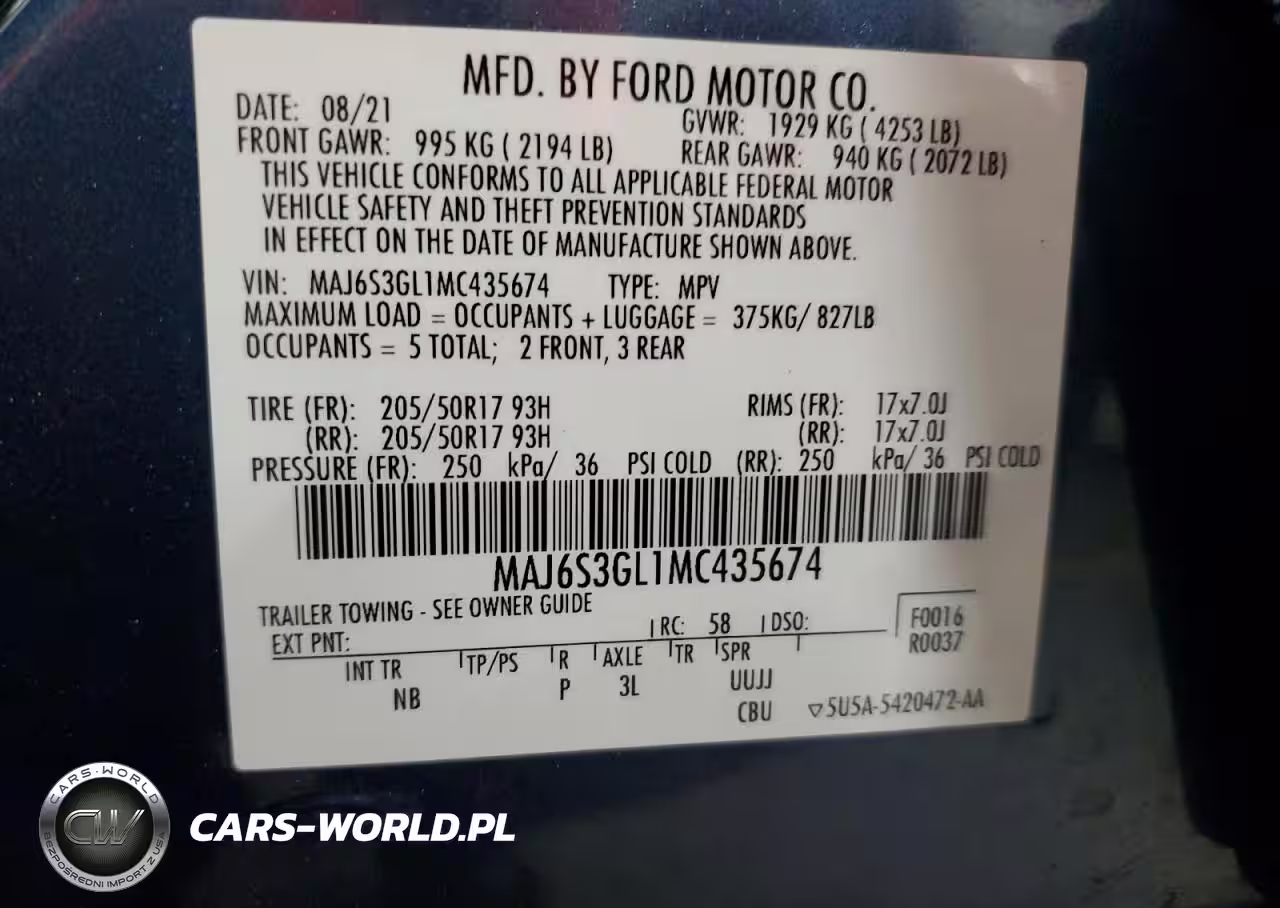 MFD. BY FORD MOTOR CO.
DATE: 08/21 GVWR: 1929 KG ( 4253 LB)
FRONT GAWR: 995 KG ( 2194 LB) REAR GAWR: 940 KG ( 2072 LB)
THIS VEHICLE CONFORMS TO ALL APPLICABLE FEDERAL MOTOR
VEHICLE SAFETY AND THEFT PREVENTION STANDARDS
IN EFFECT ON THE DATE OF MANUFACTURE SHOWN ABOVE.
VIN: MAJ6S3GL1MC435674 TYPE: MPV
MAXIMUM LOAD = OCCUPANTS + LUGGAGE = 375KG/ 827LB
OCCUPANTS = 5 TOTAL; 2 FRONT, 3 REAR
TIRE (FR): 205/50R17 93H RIMS (FR): 17x7.0J
(RR): 205/50R17 93H (RR): 17x7.0J
PRESSURE (FR): 250 kPa/ 36 PSI COLD (RR): 250 kPa/ 36 PSI COLD
MAJ6S3GL1MC435674
TRAILER TOWING - SEE OWNER GUIDE
EXT PNT: RC: 58 DSO: F0016
R0037
INT TR TP/PS R AXLE TR SPR
NB P 3L UUJJ
CBU ▽5U5A-5420472-AA
CARS-WORLD
CW
BEZPOŚREDNI IMPORT Z USA
CARS-WORLD.PL